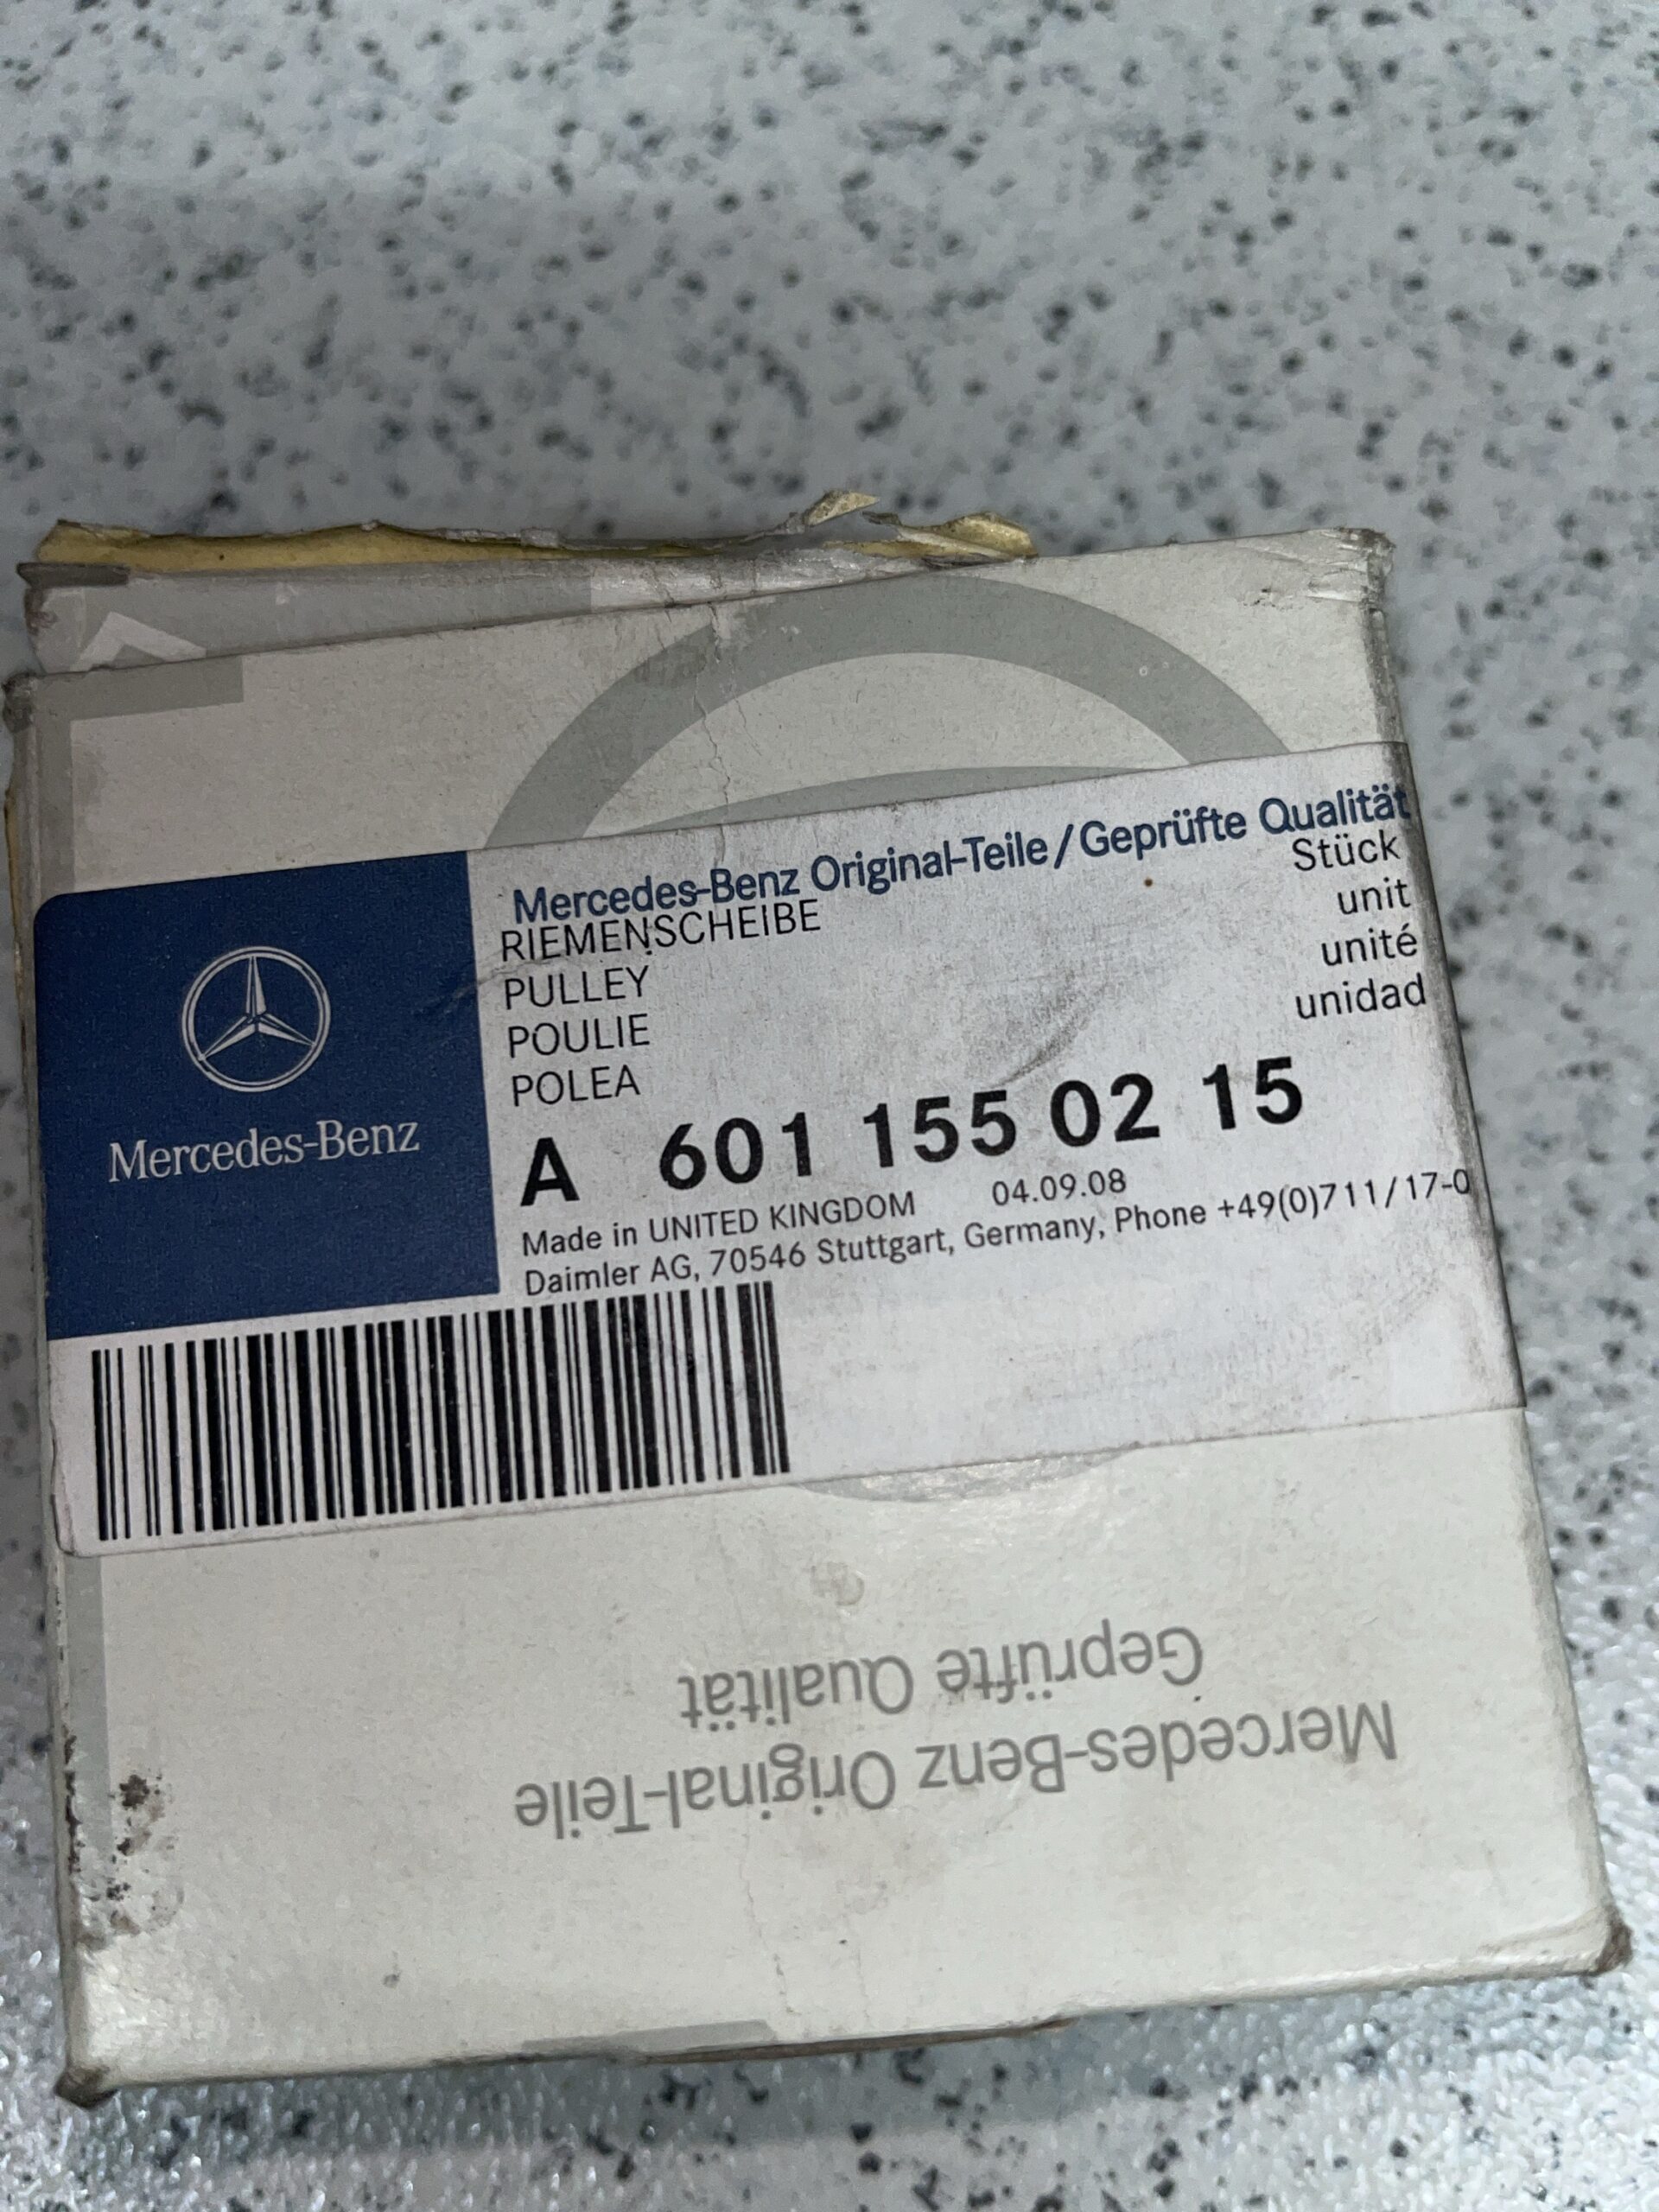 Mercedes-Benz Original-Teile/Geprüfte Qualität
RIEMENSCHEIBE Stück
PULLEY unit
POULIE unité
POLEA unidad
A 601 155 02 15
Made in UNITED KINGDOM 04.09.08
Daimler AG, 70546 Stuttgart, Germany, Phone +49(0)711/17-0
Mercedes-Benz
Mercedes-Benz Original-Teile
Geprüfte Qualität